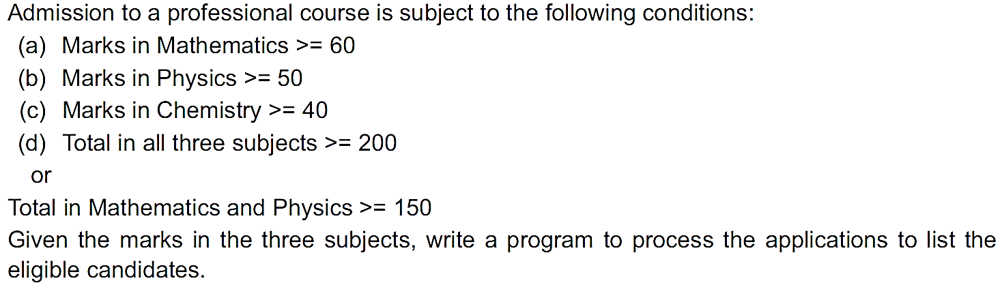 Admission to a professional course is subject to the following conditions:
(a) Marks in Mathematics >= 60
(b) Marks in Physics >= 50
(c) Marks in Chemistry >= 40
(d) Total in all three subjects >= 200
or
Total in Mathematics and Physics >= 150
Given the marks in the three subjects, write a program to process the applications to list the
eligible candidates.